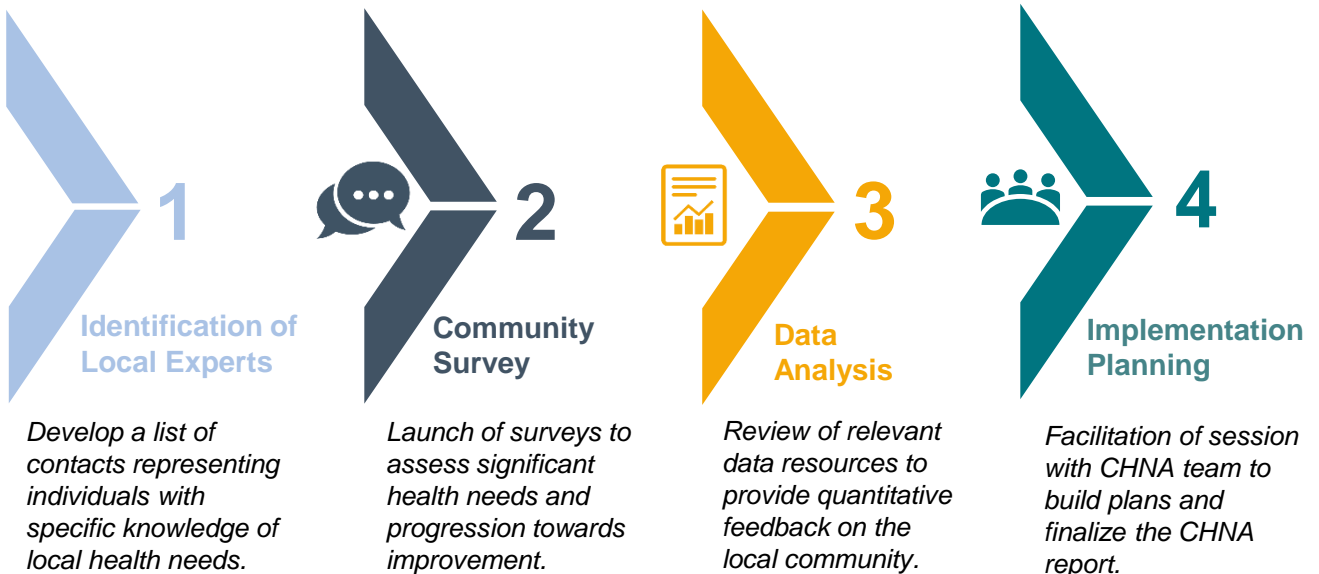 1
Identification of
Local Experts
Develop a list of
contacts representing
individuals with
specific knowledge of
local health needs.
2
Community
Survey
Launch of surveys to
assess significant
health needs and
progression towards
improvement.
3
Data
Analysis
Review of relevant
data resources to
provide quantitative
feedback on the
local community.
4
Implementation
Planning
Facilitation of session
with CHNA team to
build plans and
finalize the CHNA
report.